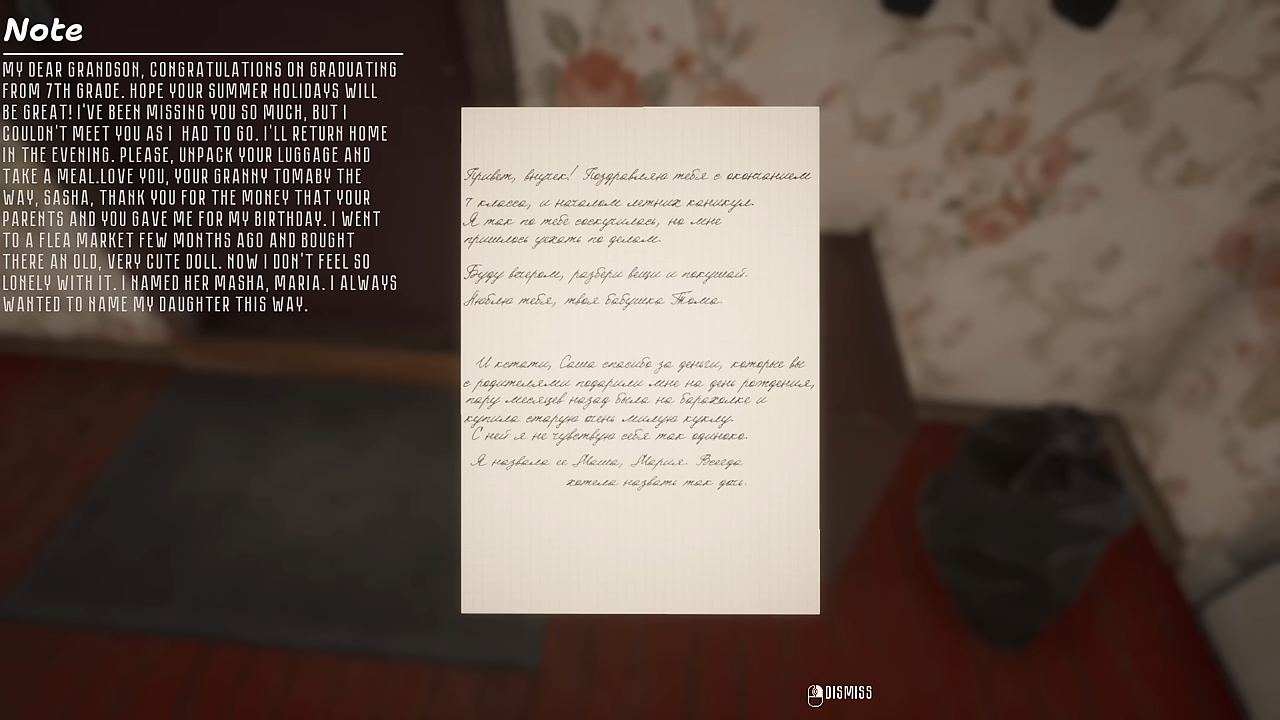 Note
MY DEAR GRANDSON, CONGRATULATIONS ON GRADUATING
FROM 7TH GRADE. HOPE YOUR SUMMER HOLIDAYS WILL
BE GREAT! I'VE BEEN MISSING YOU SO MUCH, BUT I
COULDN'T MEET YOU AS I HAD TO GO. I'LL RETURN HOME
IN THE EVENING. PLEASE, UNPACK YOUR LUGGAGE AND
TAKE A MEAL.LOVE YOU, YOUR GRANNY TOMABY THE
WAY, SASHA, THANK YOU FOR THE MONEY THAT YOUR
PARENTS AND YOU GAVE ME FOR MY BIRTHDAY. I WENT
TO A FLEA MARKET FEW MONTHS AGO AND BOUGHT
THERE AN OLD, VERY CUTE DOLL. NOW I DON'T FEEL SO
LONELY WITH IT. I NAMED HER MASHA, MARIA. I ALWAYS
WANTED TO NAME MY DAUGHTER THIS WAY.
Привет, внучек! Поздравляю тебя с окончанием
7 класса, и началом летних каникул.
Я так по тебе соскучилась, но мне
пришлось уехать по делам.
Буду вечером, разбери вещи и покушай.
Люблю тебя, твоя бабушка Тома.
И кстати, Саша спасибо за деньги, которые вы
с родителями подарили мне на день рождения,
пару месяцев назад была на барахолке и
купила старую очень милую куклу.
С ней я не чувствую себя так одиноко.
Я назвала ее Маша, Мария. Всегда
хотела назвать так дочь.
DISMISS